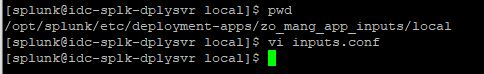 [splunk@idc-splk-dplysvr local]$ pwd
/opt/splunk/etc/deployment-apps/zo_mang_app_inputs/local
[splunk@idc-splk-dplysvr local]$ vi inputs.conf
[splunk@idc-splk-dplysvr local]$